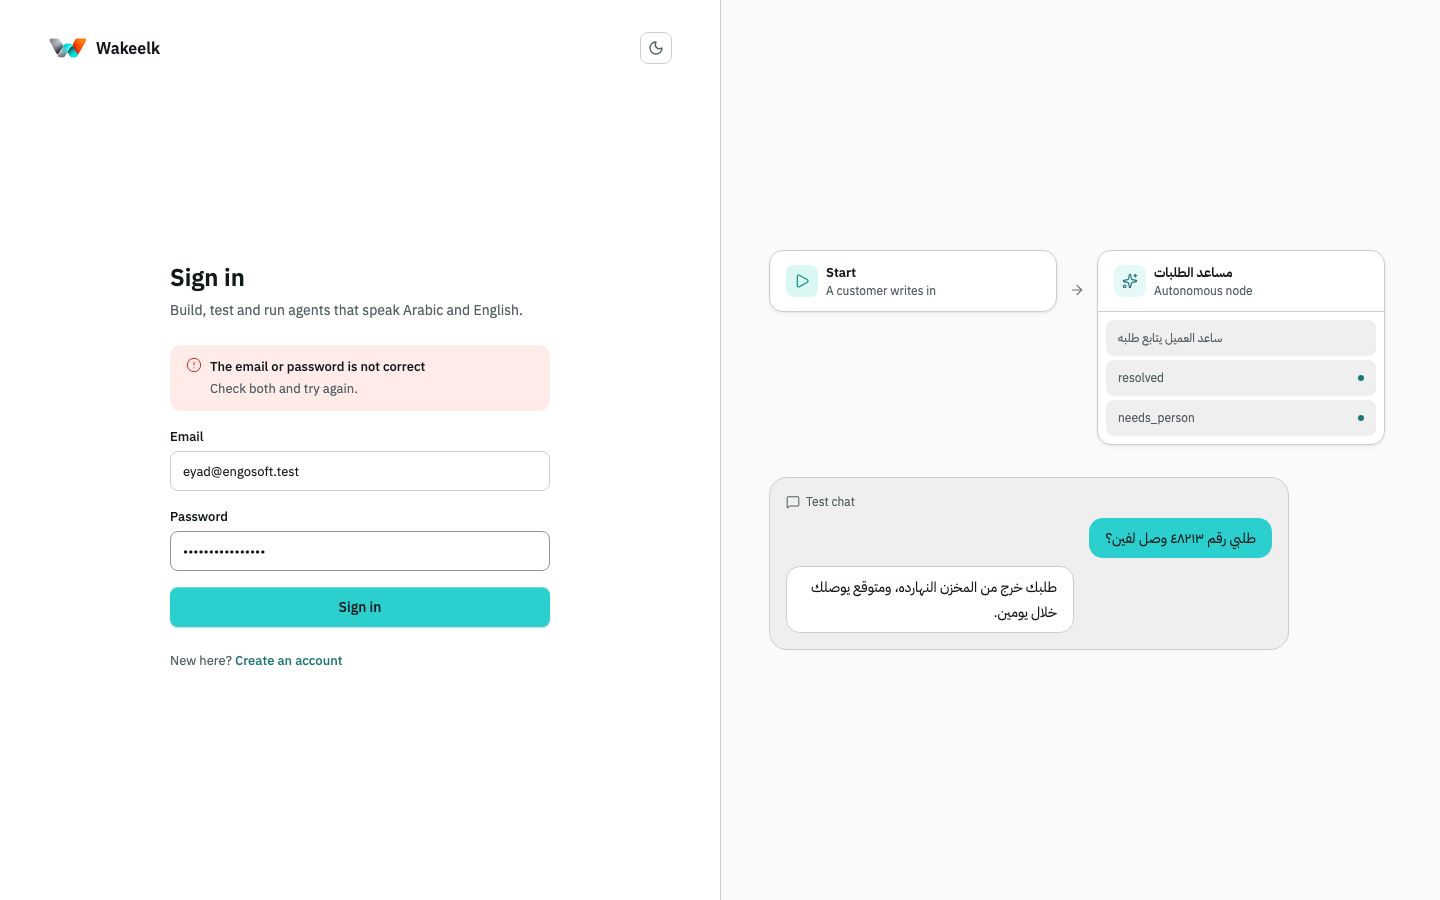 Wakeelk
Sign in
Build, test and run agents that speak Arabic and English.
The email or password is not correct
Check both and try again.
Email
eyad@engosoft.test
Password
••••••••••••••••
Sign in
New here? Create an account
Start
A customer writes in
مساعد الطلبات
Autonomous node
ساعد العميل يتابع طلبه
resolved
needs_person
Test chat
طلبي رقم ٤٨٢١٣ وصل لفين؟
طلبك خرج من المخزن النهارده، ومتوقع يوصلك
خلال يومين.